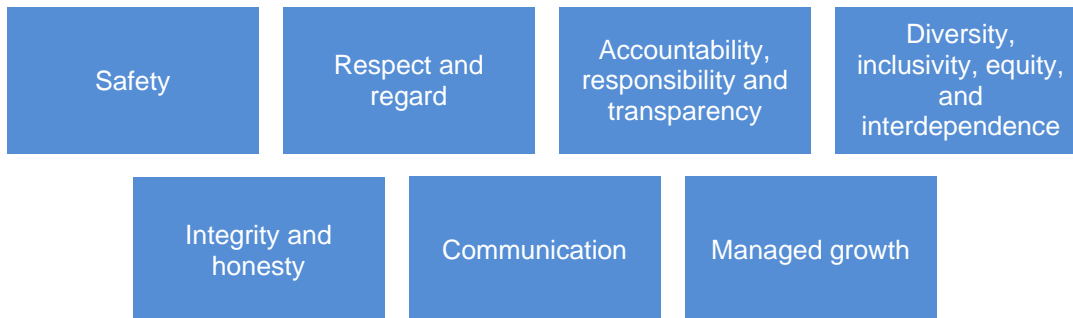 Safety
Respect and
regard
Accountability,
responsibility and
transparency
Diversity,
inclusivity, equity,
and
interdependence
Integrity and
honesty
Communication
Managed growth